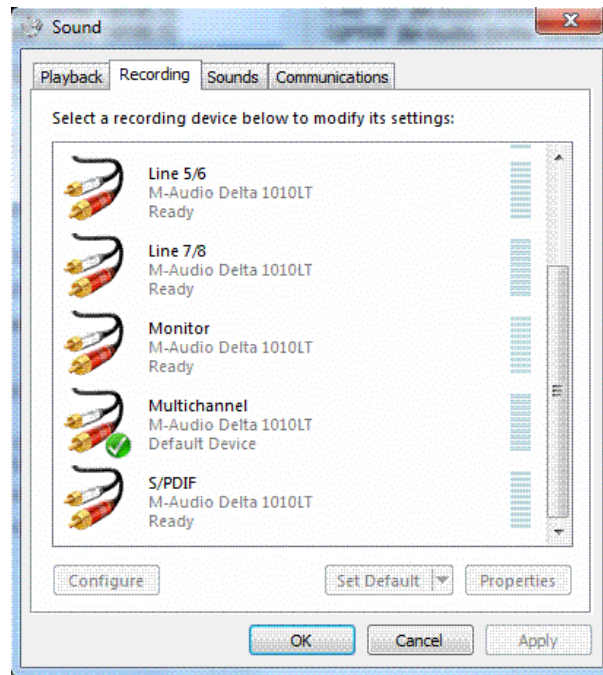 Sound
Playback Recording Sounds Communications
Select a recording device below to modify its settings:
Line 5/6
M-Audio Delta 1010LT
Ready
Line 7/8
M-Audio Delta 1010LT
Ready
Monitor
M-Audio Delta 1010LT
Ready
Multichannel
M-Audio Delta 1010LT
Default Device
S/PDIF
M-Audio Delta 1010LT
Ready
Configure Set Default Properties
OK Cancel Apply